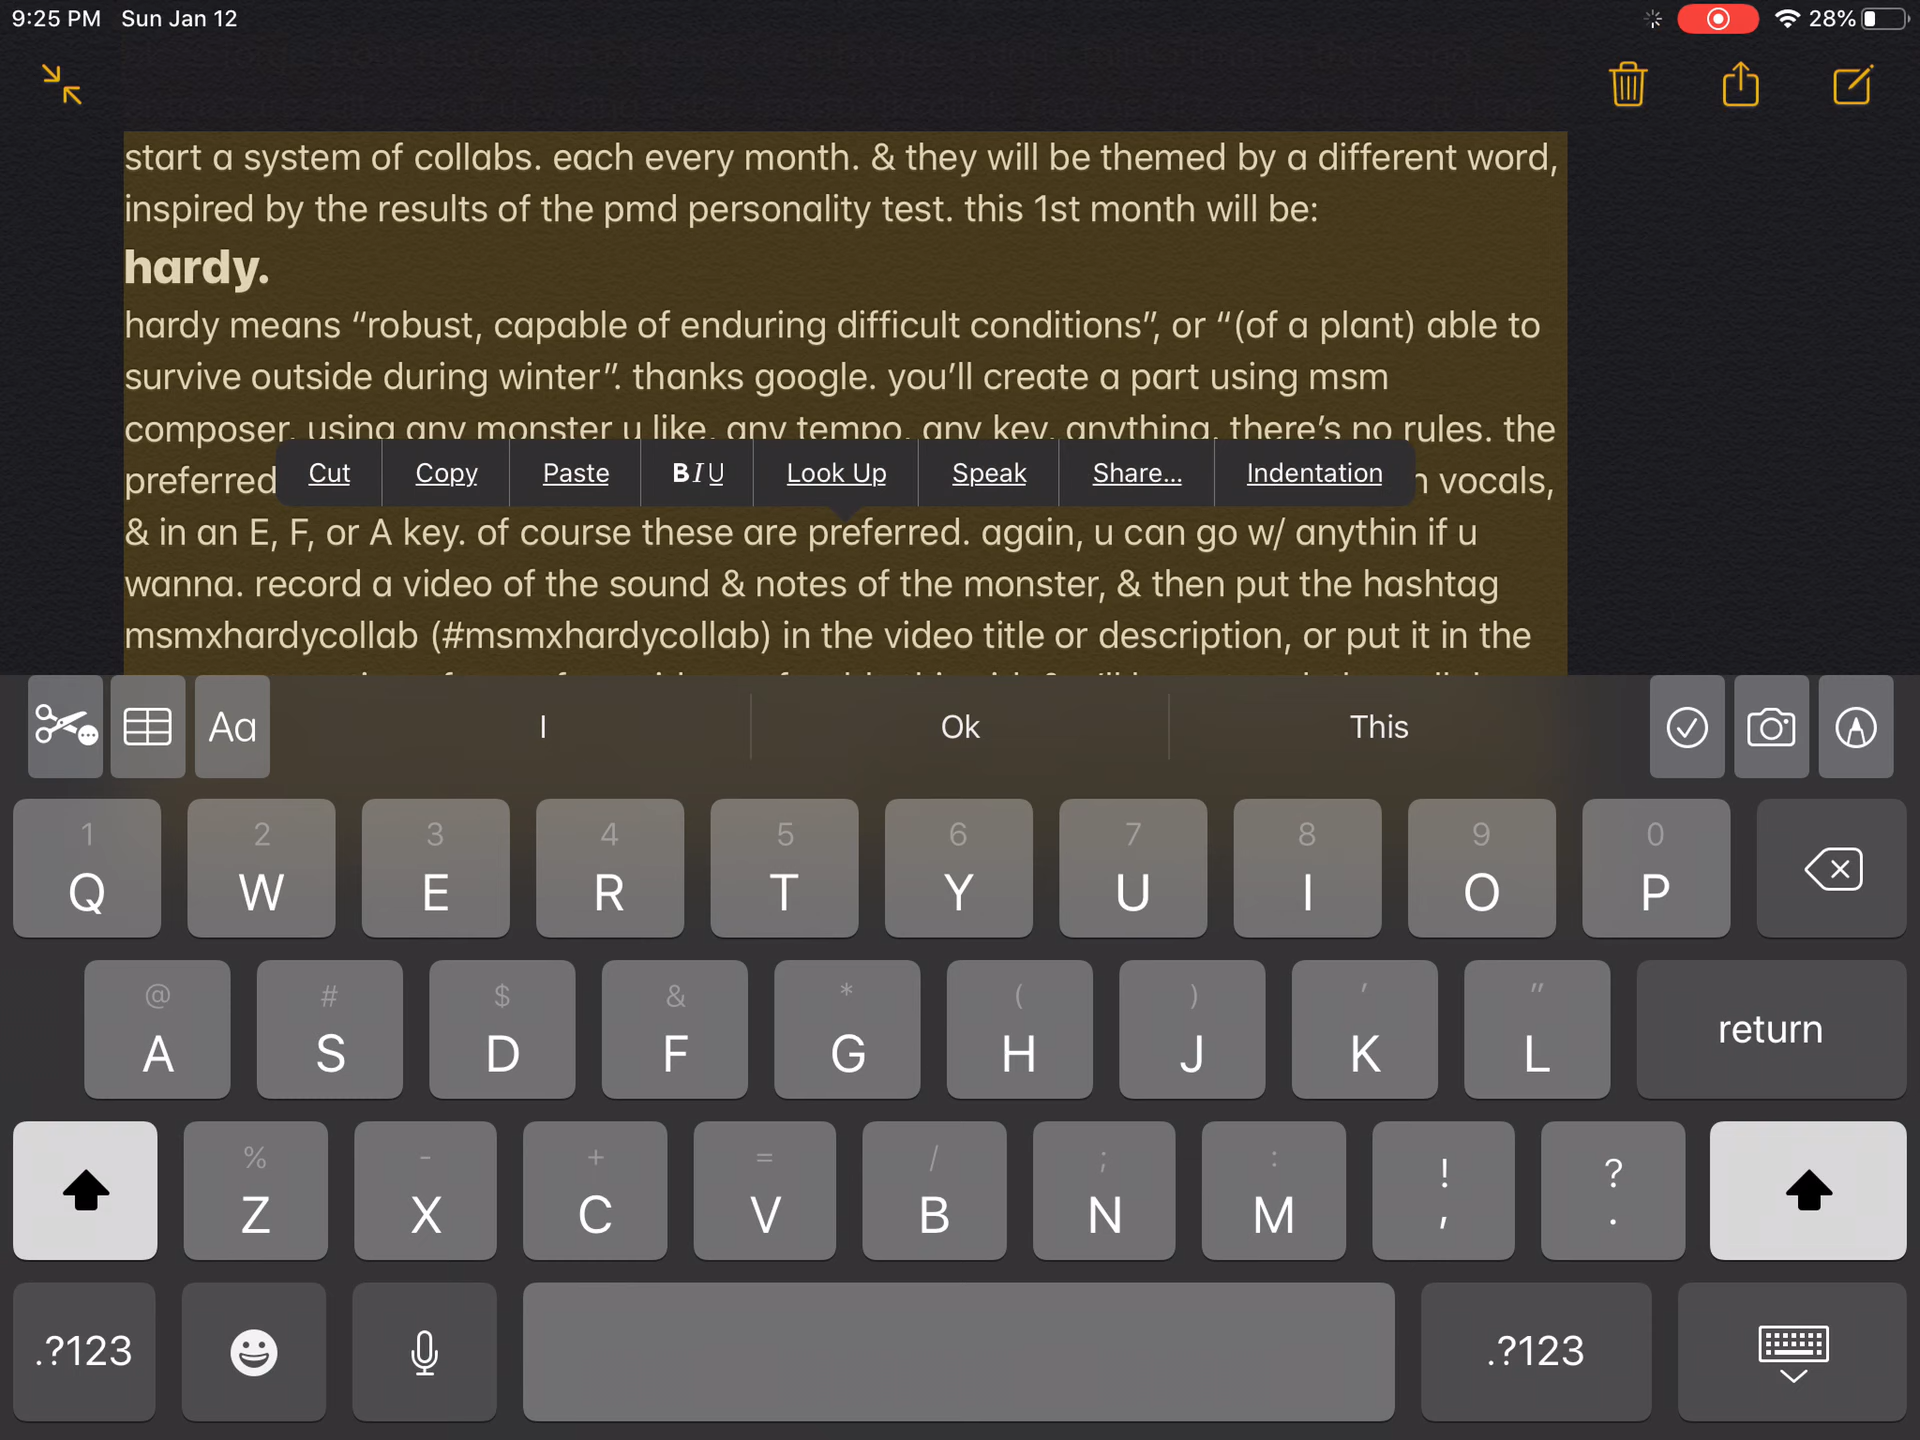 9:25 PM Sun Jan 12 28%
start a system of collabs. each every month. & they will be themed by a different word,
inspired by the results of the pmd personality test. this 1st month will be:
hardy.
hardy means “robust, capable of enduring difficult conditions”, or “(of a plant) able to
survive outside during winter”. thanks google. you’ll create a part using msm
composer, using any monster u like, any tempo, any key, anything, there’s no rules. the
preferred vocals,
Cut Copy Paste BIU Look Up Speak Share... Indentation
& in an E, F, or A key. of course these are preferred. again, u can go w/ anythin if u
wanna. record a video of the sound & notes of the monster, & then put the hashtag
msmxhardycollab (#msmxhardycollab) in the video title or description, or put it in the
Aa I Ok This
1 2 3 4 5 6 7 8 9 0
Q W E R T Y U I O P
@ # $ & * ( ) ' "
A S D F G H J K L return
% - + = / ; : ! ?
Z X C V B N M , .
.?123 .?123